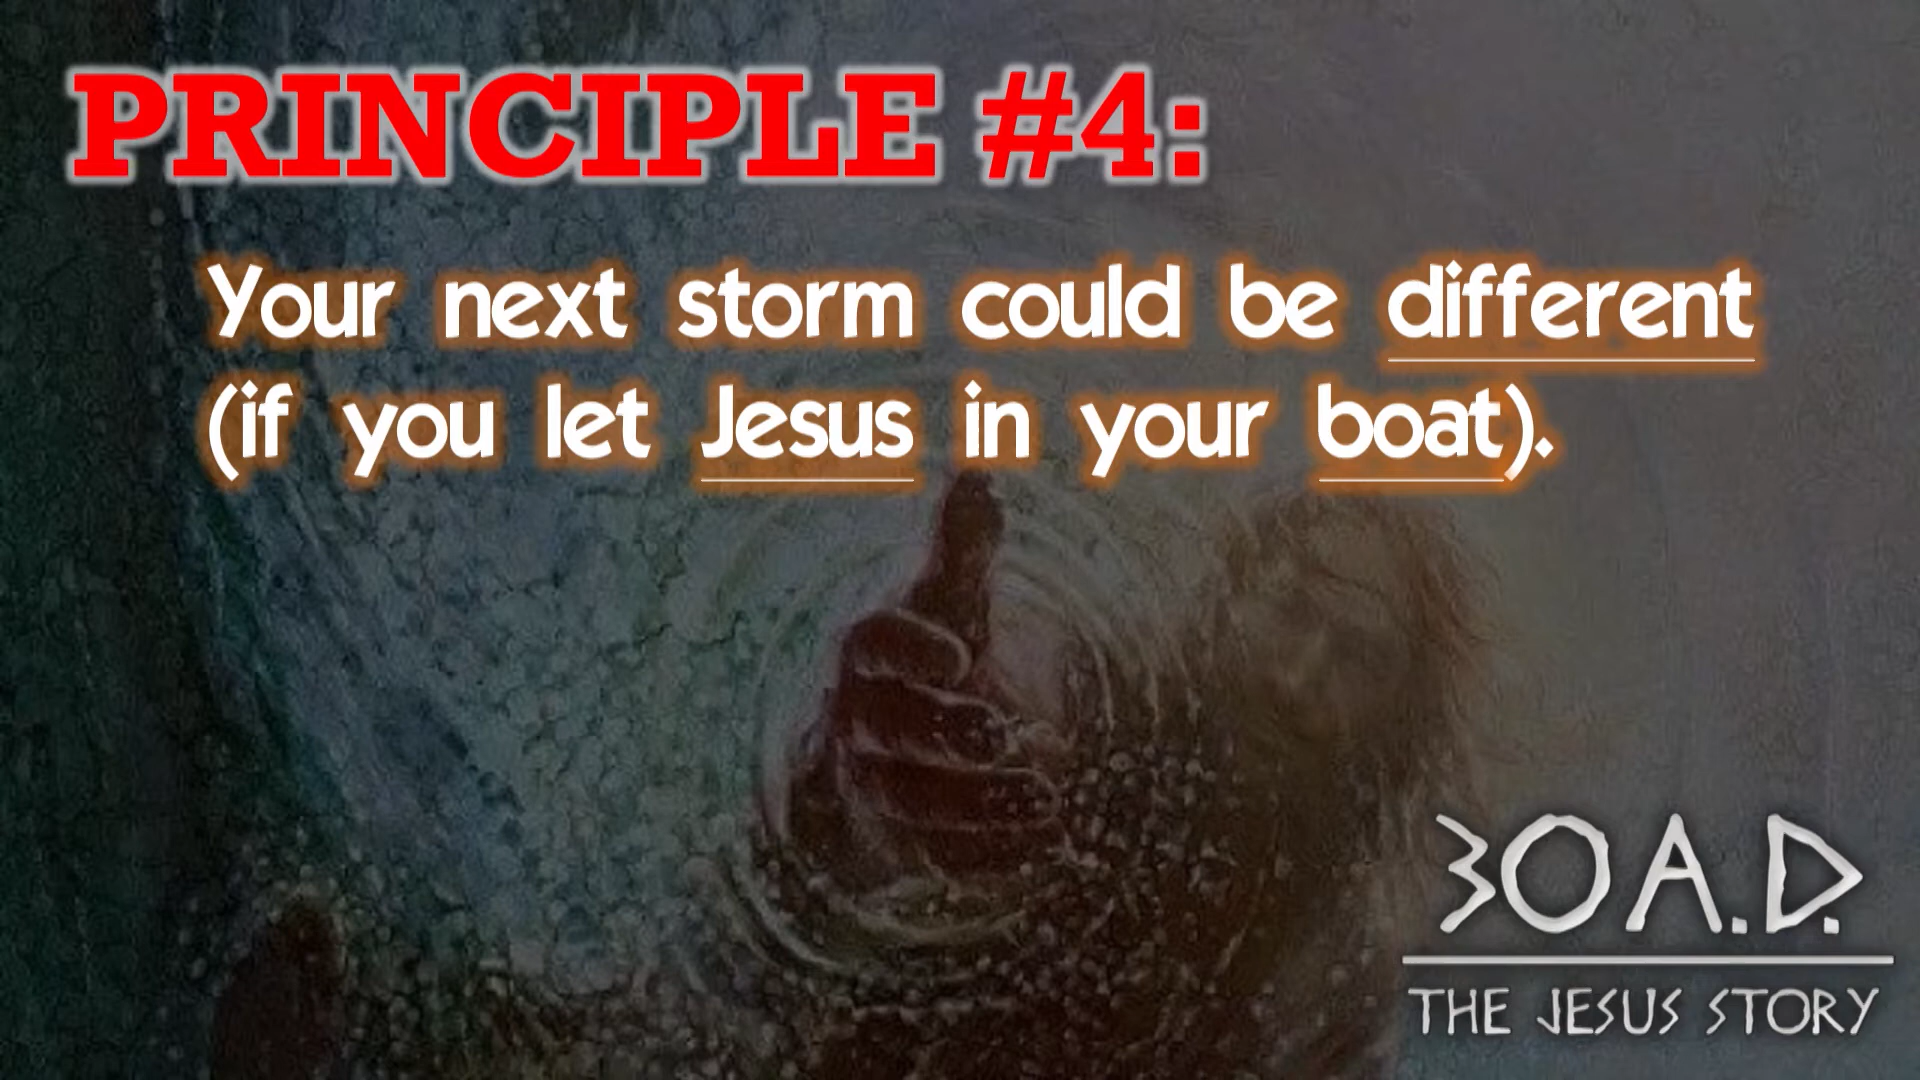 PRINCIPLE #4:
Your next storm could be different
(if you let Jesus in your boat).
30 A.D.
THE JESUS STORY